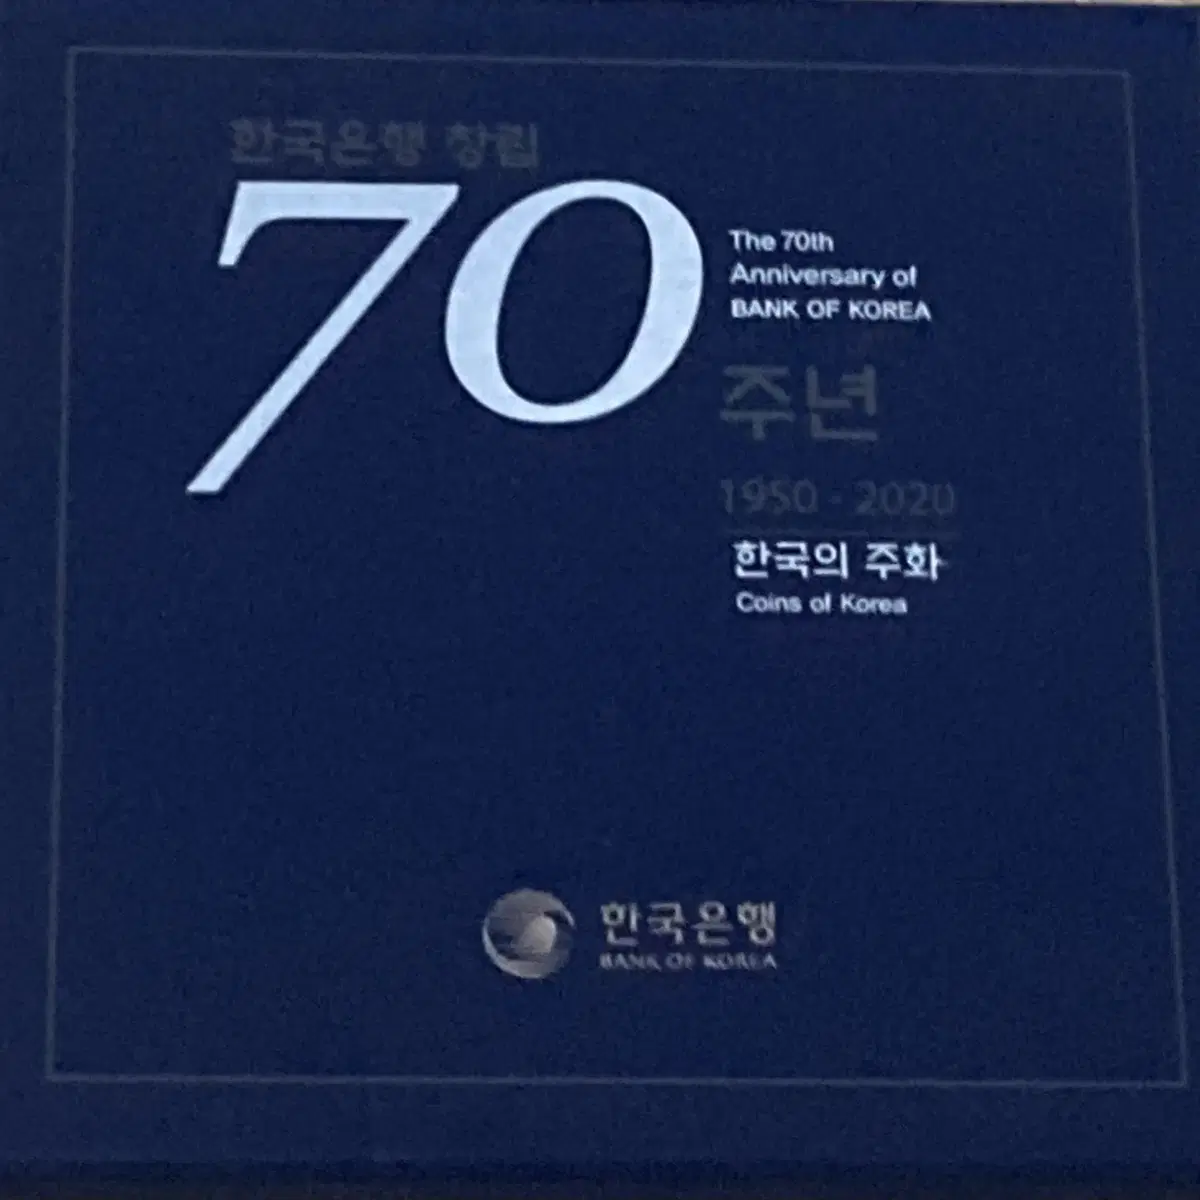 한국은행 창립
70
The 70th
Anniversary of
BANK OF KOREA
주년
1950 - 2020
한국의 주화
Coins of Korea
한국은행
BANK OF KOREA